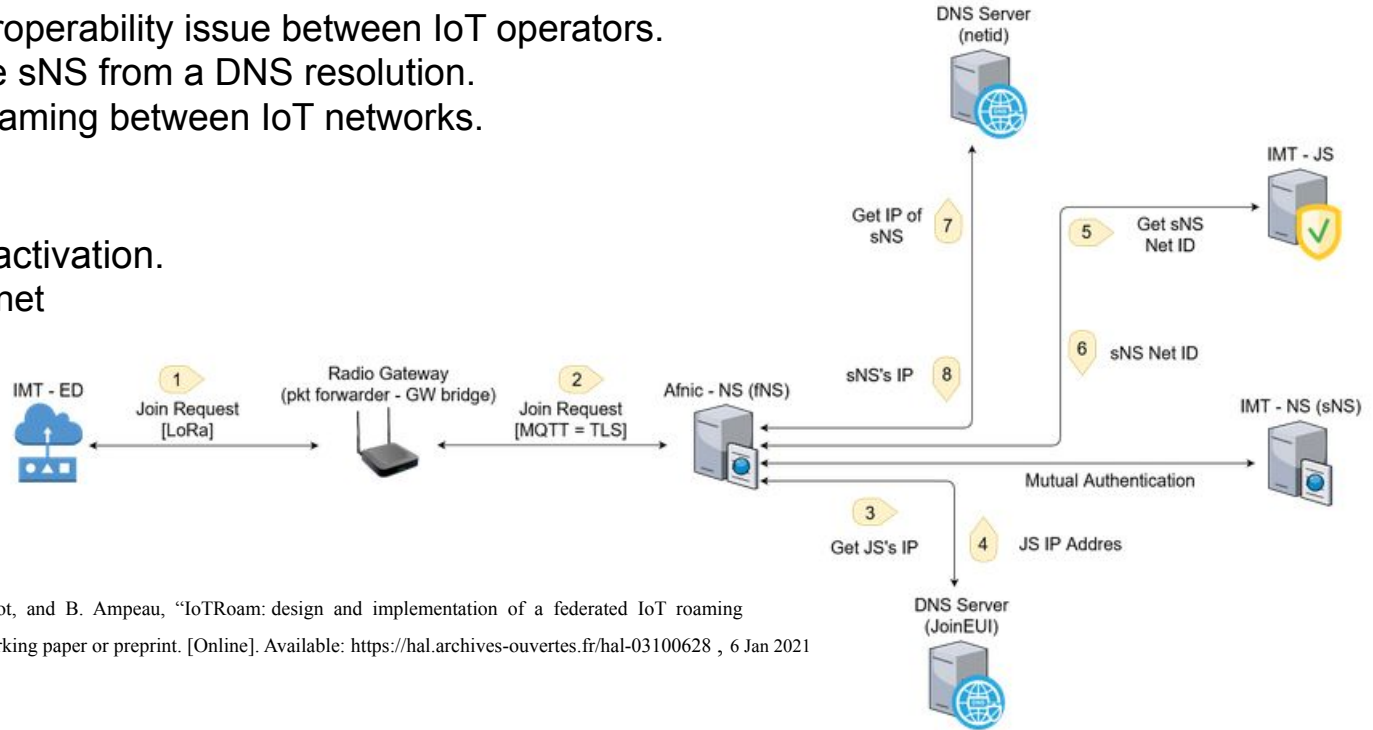 roperability issue between IoT operators.
e sNS from a DNS resolution.
aming between IoT networks.
activation.
net
DNS Server
(netid)
IMT - JS
Get IP of
sNS
7
5
Get sNS
Net ID
6
sNS Net ID
sNS's IP
8
IMT - ED
1
Join Request
[LoRa]
Radio Gateway
(pkt forwarder - GW bridge)
2
Join Request
[MQTT = TLS]
Afnic - NS (fNS)
IMT - NS (sNS)
Mutual Authentication
3
Get JS's IP
4
JS IP Addres
DNS Server
(JoinEUI)
DNS
ot, and B. Ampeau, “IoTRoam: design and implementation of a federated IoT roaming
rking paper or preprint. [Online]. Available: https://hal.archives-ouvertes.fr/hal-03100628 , 6 Jan 2021